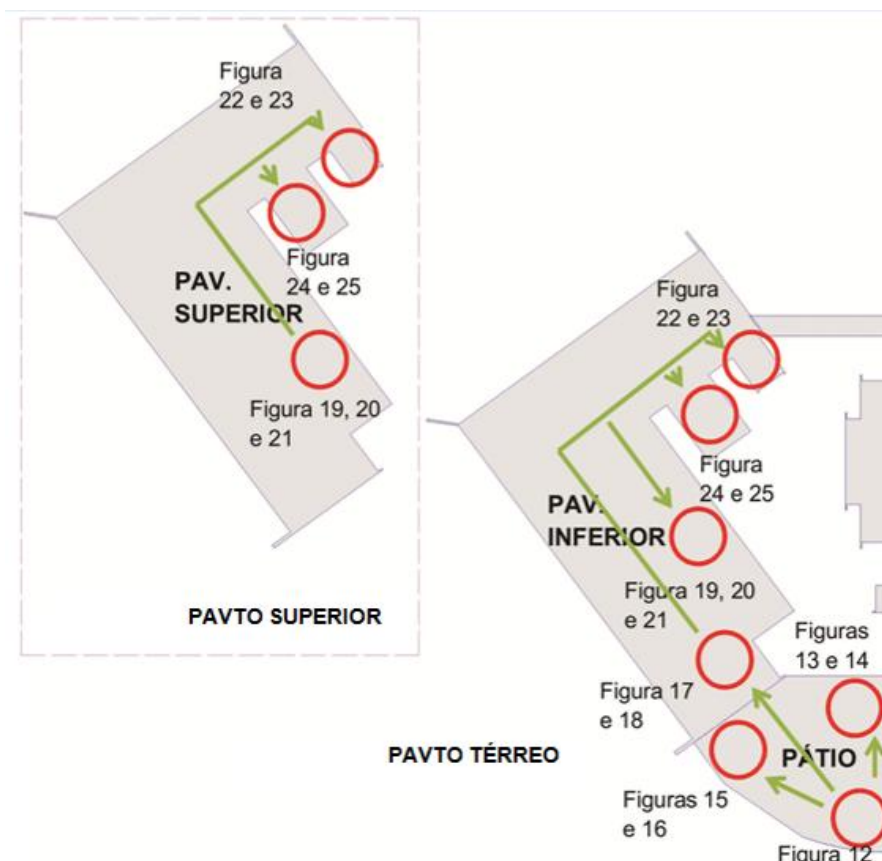 Figura
22 e 23
Figura
24 e 25
PAV.
SUPERIOR
Figura 19, 20
e 21
PAVTO SUPERIOR
Figura
22 e 23
Figura
24 e 25
PAV.
INFERIOR
Figura 19, 20
e 21
Figuras
13 e 14
Figura 17
e 18
PAVTO TÉRREO
PÁTIO
Figuras 15
e 16
Figura 12